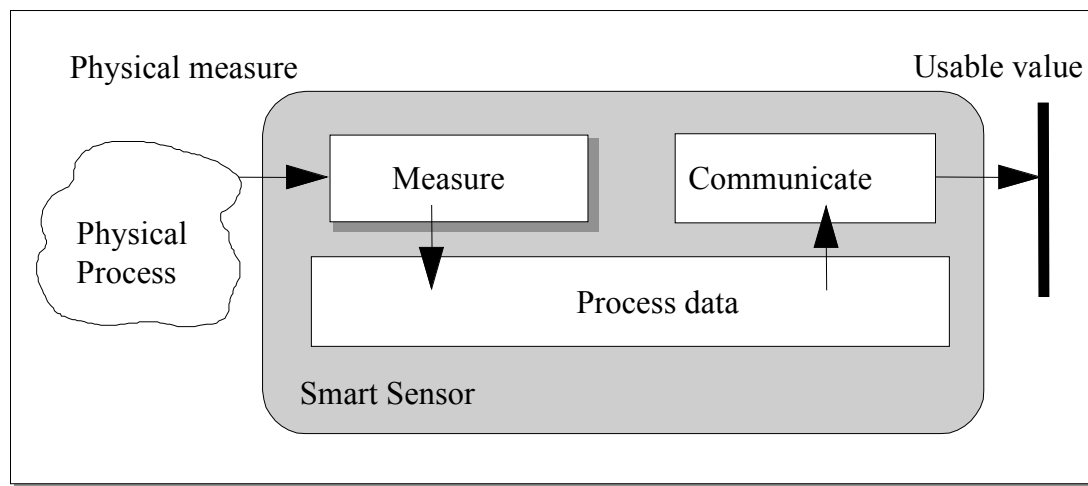 Physical measure
Usable value
Measure
Communicate
Physical
Process
Process data
Smart Sensor